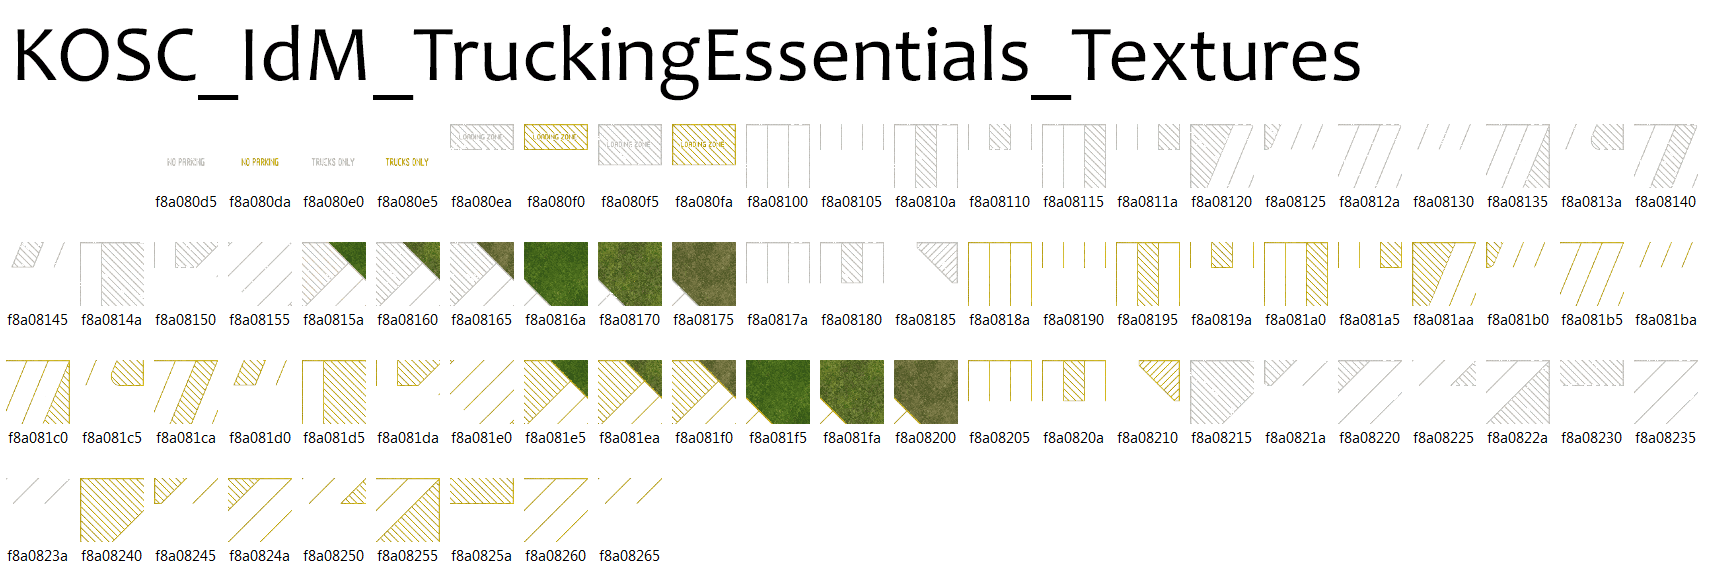 KOSC_IdM_TruckingEssentials_Textures
LOADING ZONE LOADING ZONE
LOADING ZONE LOADING ZONE
NO PARKING NO PARKING TRUCKS ONLY TRUCKS ONLY
f8a080d5 f8a080da f8a080e0 f8a080e5 f8a080ea f8a080f0 f8a080f5 f8a080fa f8a08100 f8a08105 f8a0810a f8a08110 f8a08115 f8a0811a f8a08120 f8a08125 f8a0812a f8a08130 f8a08135 f8a0813a f8a08140
f8a08145 f8a0814a f8a08150 f8a08155 f8a0815a f8a08160 f8a08165 f8a0816a f8a08170 f8a08175 f8a0817a f8a08180 f8a08185 f8a0818a f8a08190 f8a08195 f8a0819a f8a081a0 f8a081a5 f8a081aa f8a081b0 f8a081b5 f8a081ba
f8a081c0 f8a081c5 f8a081ca f8a081d0 f8a081d5 f8a081da f8a081e0 f8a081e5 f8a081ea f8a081f0 f8a081f5 f8a081fa f8a08200 f8a08205 f8a0820a f8a08210 f8a08215 f8a0821a f8a08220 f8a08225 f8a0822a f8a08230 f8a08235
f8a0823a f8a08240 f8a08245 f8a0824a f8a08250 f8a08255 f8a0825a f8a08260 f8a08265